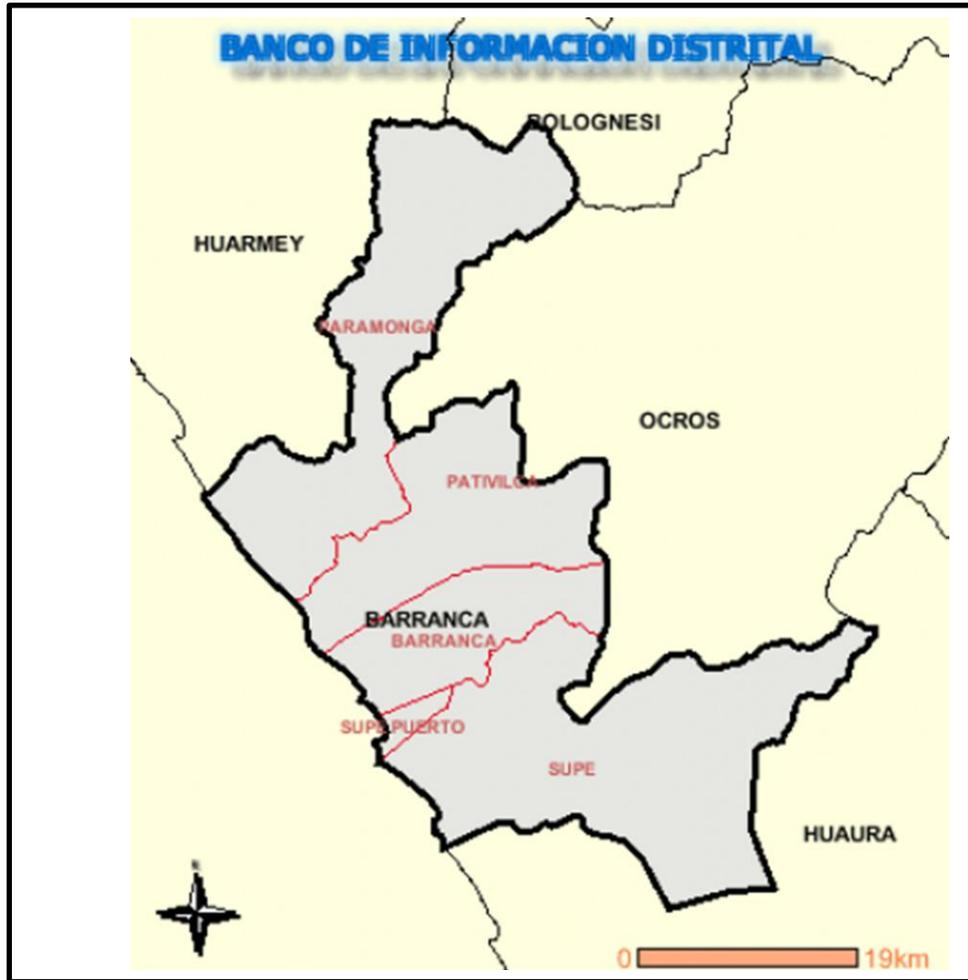 BANCO DE INFORMACION DISTRITAL
BOLOGNESI
HUARMEY
PARAMONGA
OCROS
PATIVILCA
BARRANCA
BARRANCA
SUPE PUERTO
SUPE
HUAURA
0 19km